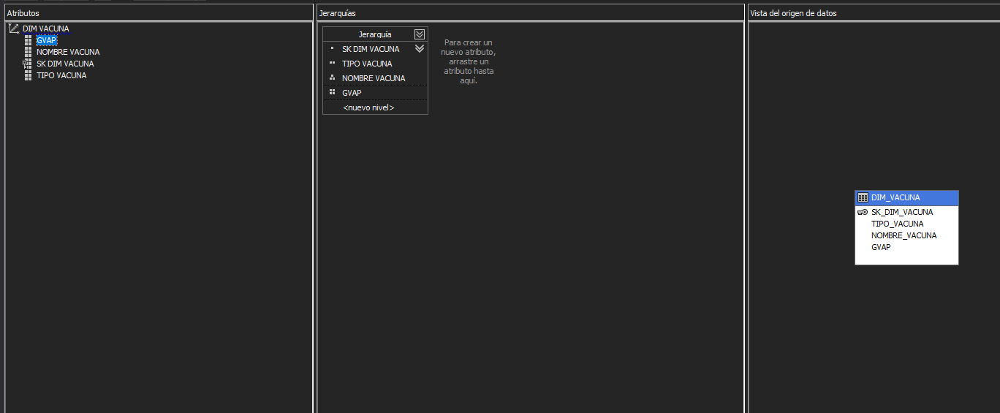 Atributos
DIM VACUNA
GVAP
NOMBRE VACUNA
SK DIM VACUNA
TIPO VACUNA
Jerarquías
Jerarquía
SK DIM VACUNA
TIPO VACUNA
NOMBRE VACUNA
GVAP
<nuevo nivel>
Para crear un
nuevo atributo,
arrastre un
atributo hasta
aquí.
Vista del origen de datos
DIM_VACUNA
SK_DIM_VACUNA
TIPO_VACUNA
NOMBRE_VACUNA
GVAP